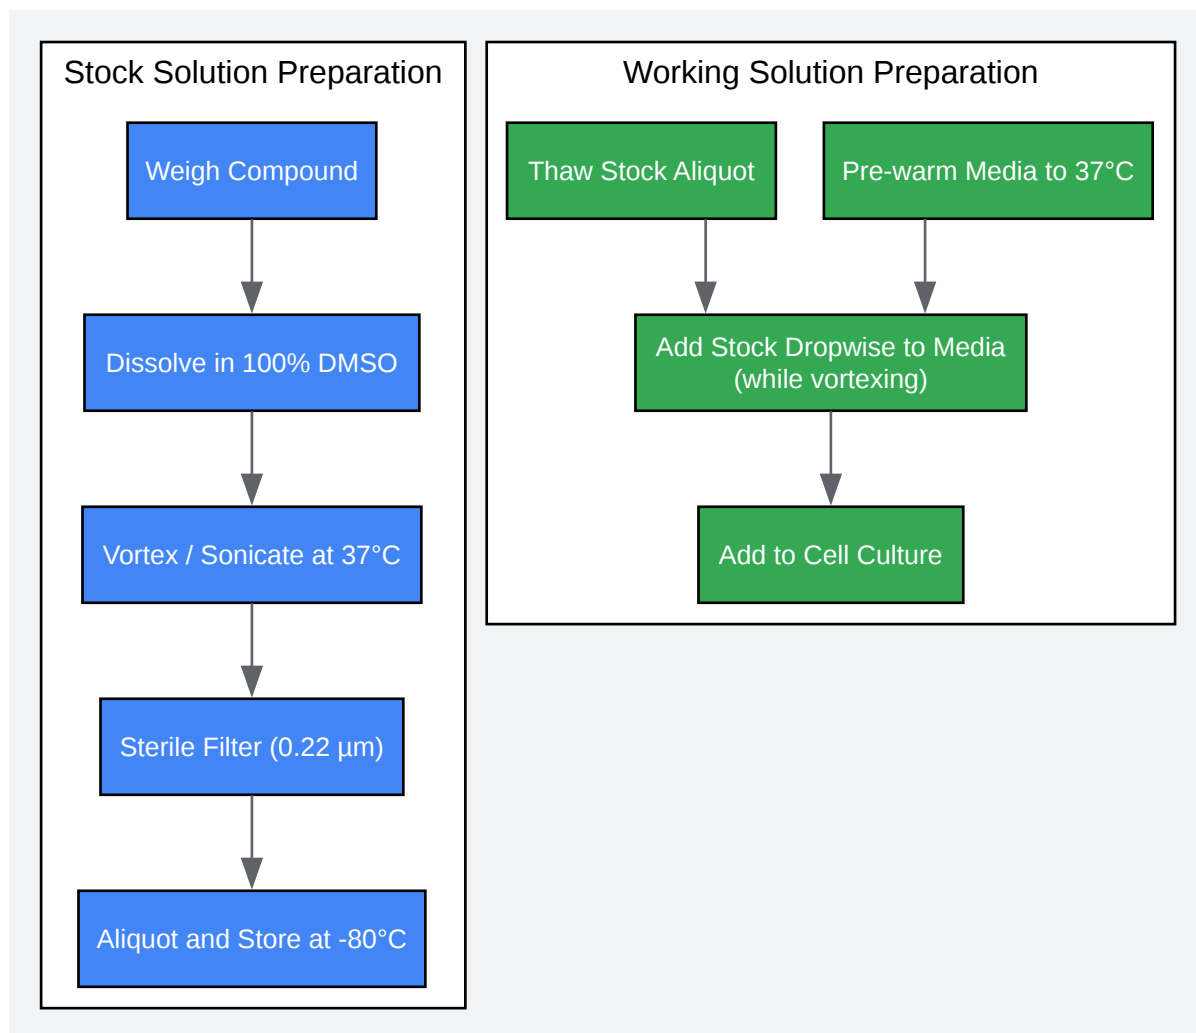 Stock Solution Preparation
Weigh Compound
Dissolve in 100% DMSO
Vortex / Sonicate at 37°C
Sterile Filter (0.22 µm)
Aliquot and Store at -80°C
Working Solution Preparation
Thaw Stock Aliquot
Pre-warm Media to 37°C
Add Stock Dropwise to Media
(while vortexing)
Add to Cell Culture